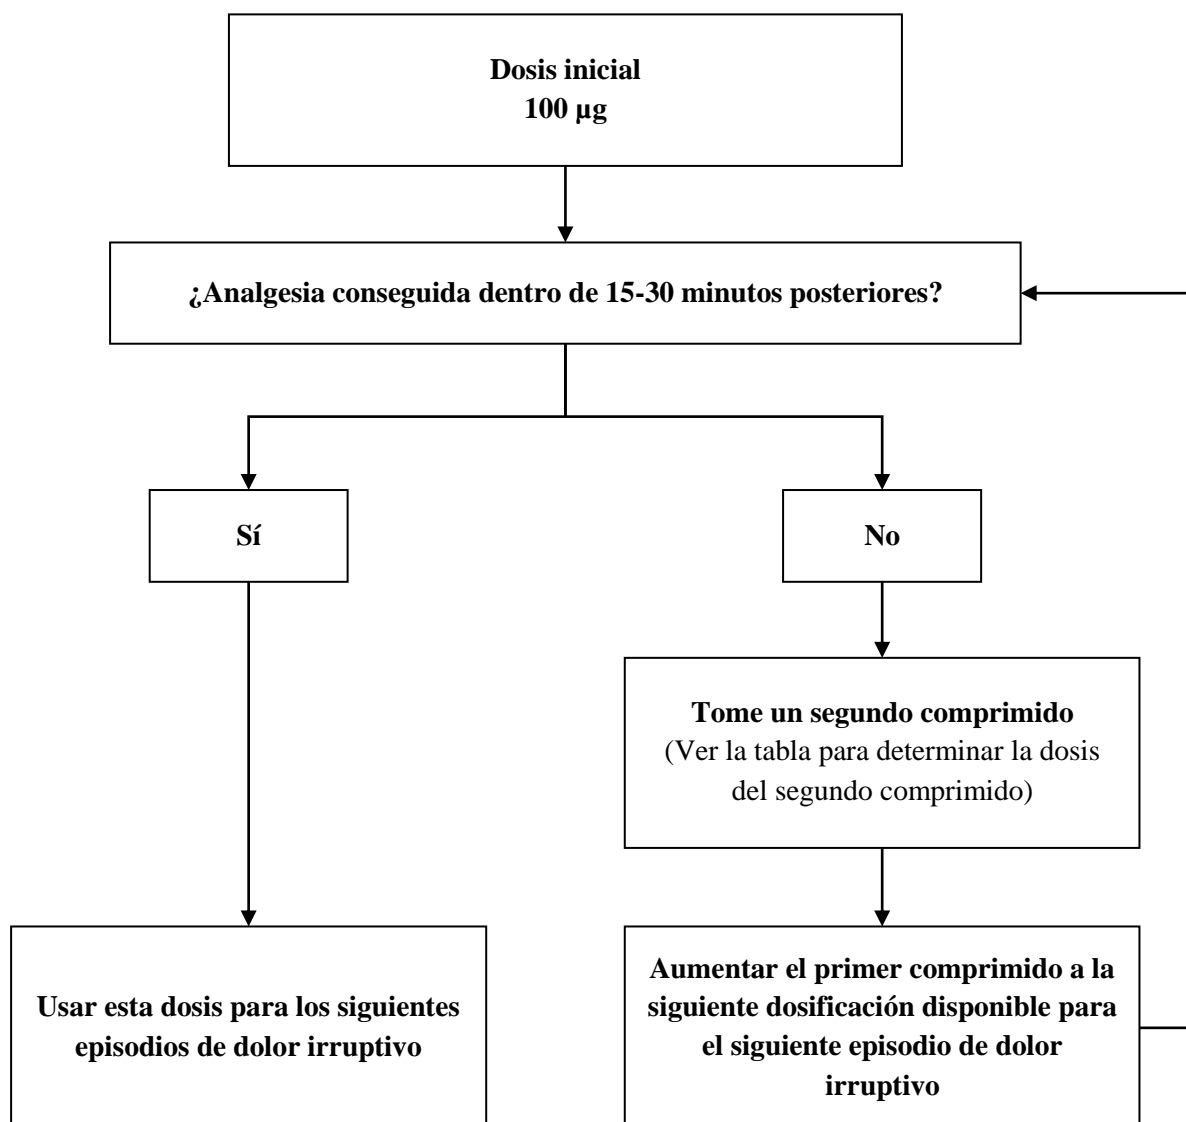 Dosis inicial
100 µg
¿Analgesia conseguida dentro de 15-30 minutos posteriores?
Sí
No
Tome un segundo comprimido
(Ver la tabla para determinar la dosis
del segundo comprimido)
Usar esta dosis para los siguientes
episodios de dolor irruptivo
Aumentar el primer comprimido a la
siguiente dosificación disponible para
el siguiente episodio de dolor
irruptivo